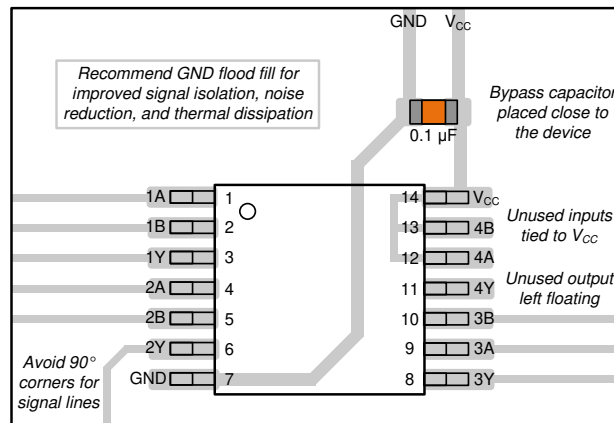 GND VCC
Recommend GND flood fill for
improved signal isolation, noise
reduction, and thermal dissipation
Bypass capacitor
placed close to
the device
0.1 µF
1A 1 14 VCC
1B 2 13 4B
1Y 3 12 4A
2A 4 11 4Y
2B 5 10 3B
2Y 6 9 3A
GND 7 8 3Y
Unused inputs
tied to VCC
Unused output
left floating
Avoid 90°
corners for
signal lines